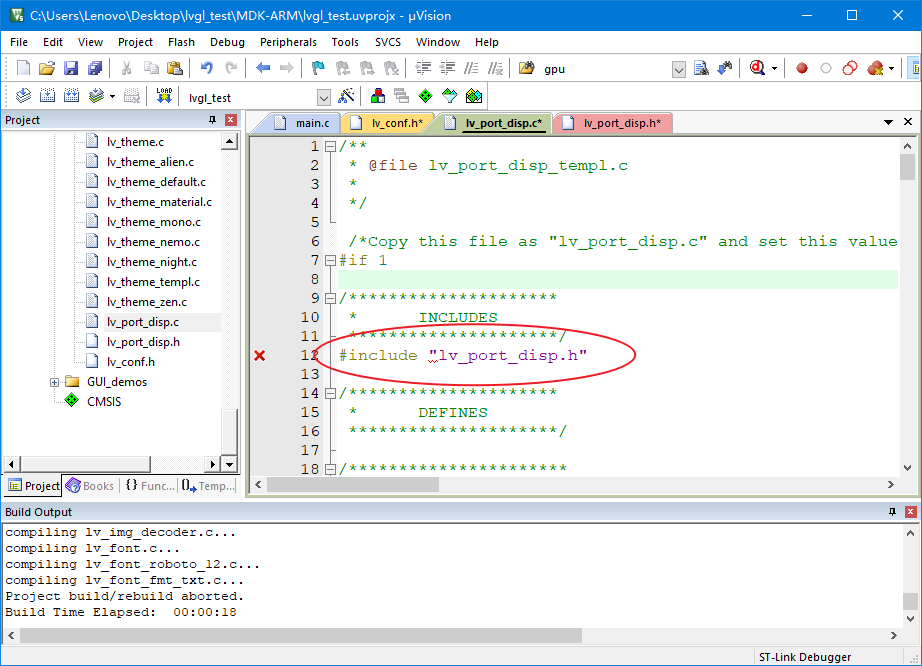 C:\Users\Lenovo\Desktop\lvgl_test\MDK-ARM\lvgl_test.uvprojx - µVision
File Edit View Project Flash Debug Peripherals Tools SVCS Window Help
gpu
LOAD
lvgl_test
Project
main.c lv_conf.h* lv_port_disp.c* lv_port_disp.h*
lv_theme.c
lv_theme_alien.c
lv_theme_default.c
lv_theme_material.c
lv_theme_mono.c
lv_theme_nemo.c
lv_theme_night.c
lv_theme_templ.c
lv_theme_zen.c
lv_port_disp.c
lv_port_disp.h
lv_conf.h
GUI_demos
CMSIS
Project Books {} Func... {} Temp...
1 /**
2 * @file lv_port_disp_templ.c
3 *
4 */
5
6 /*Copy this file as "lv_port_disp.c" and set this value
7 #if 1
8
9 /*********************
10 * INCLUDES
11 *********************/
12 #include "lv_port_disp.h"
13
14 /*********************
15 * DEFINES
16 *********************/
17
18 /**********************
Build Output
compiling lv_img_decoder.c...
compiling lv_font.c...
compiling lv_font_roboto_12.c...
compiling lv_font_fmt_txt.c...
Project build/rebuild aborted.
Build Time Elapsed: 00:00:18
ST-Link Debugger